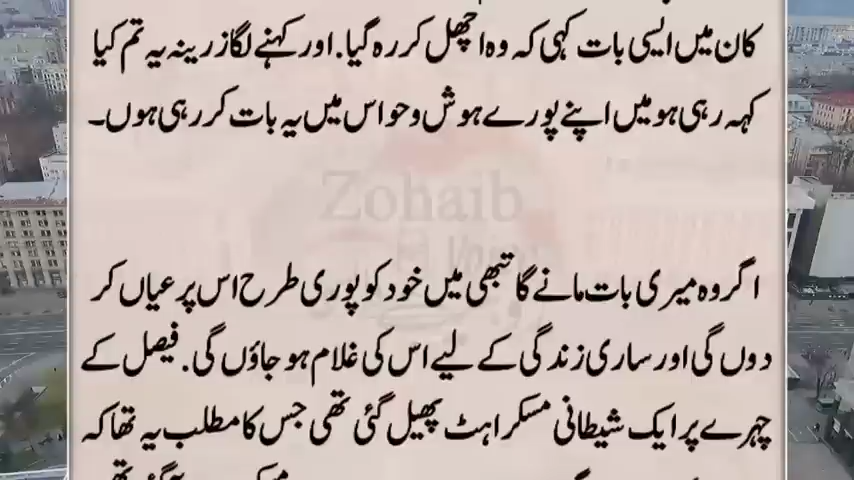 کان میں ایسی بات کہی کہ وہ اچھل کر رہ گیا. اور کہنے لگا زرینہ یہ تم کیا
کہہ رہی ہو میں اپنے پورے ہوش و حواس میں یہ بات کر رہی ہوں۔
Zohaib
اگر وہ میری بات مانے گا تبھی میں خود کو پوری طرح اس پر عیاں کر
دوں گی اور ساری زندگی کے لیے اس کی غلام ہو جاؤں گی. فیصل کے
چہرے پر ایک شیطانی مسکراہٹ پھیل گئی تھی جس کا مطلب یہ تھا کہ